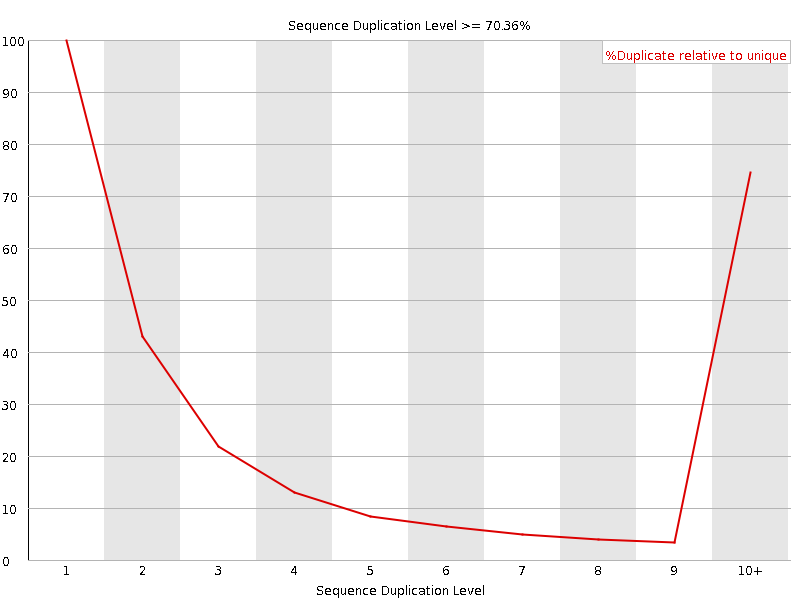 Sequence Duplication Level >= 70.36%
%Duplicate relative to unique
100
90
80
70
60
50
40
30
20
10
0
1 2 3 4 5 6 7 8 9 10+
Sequence Duplication Level